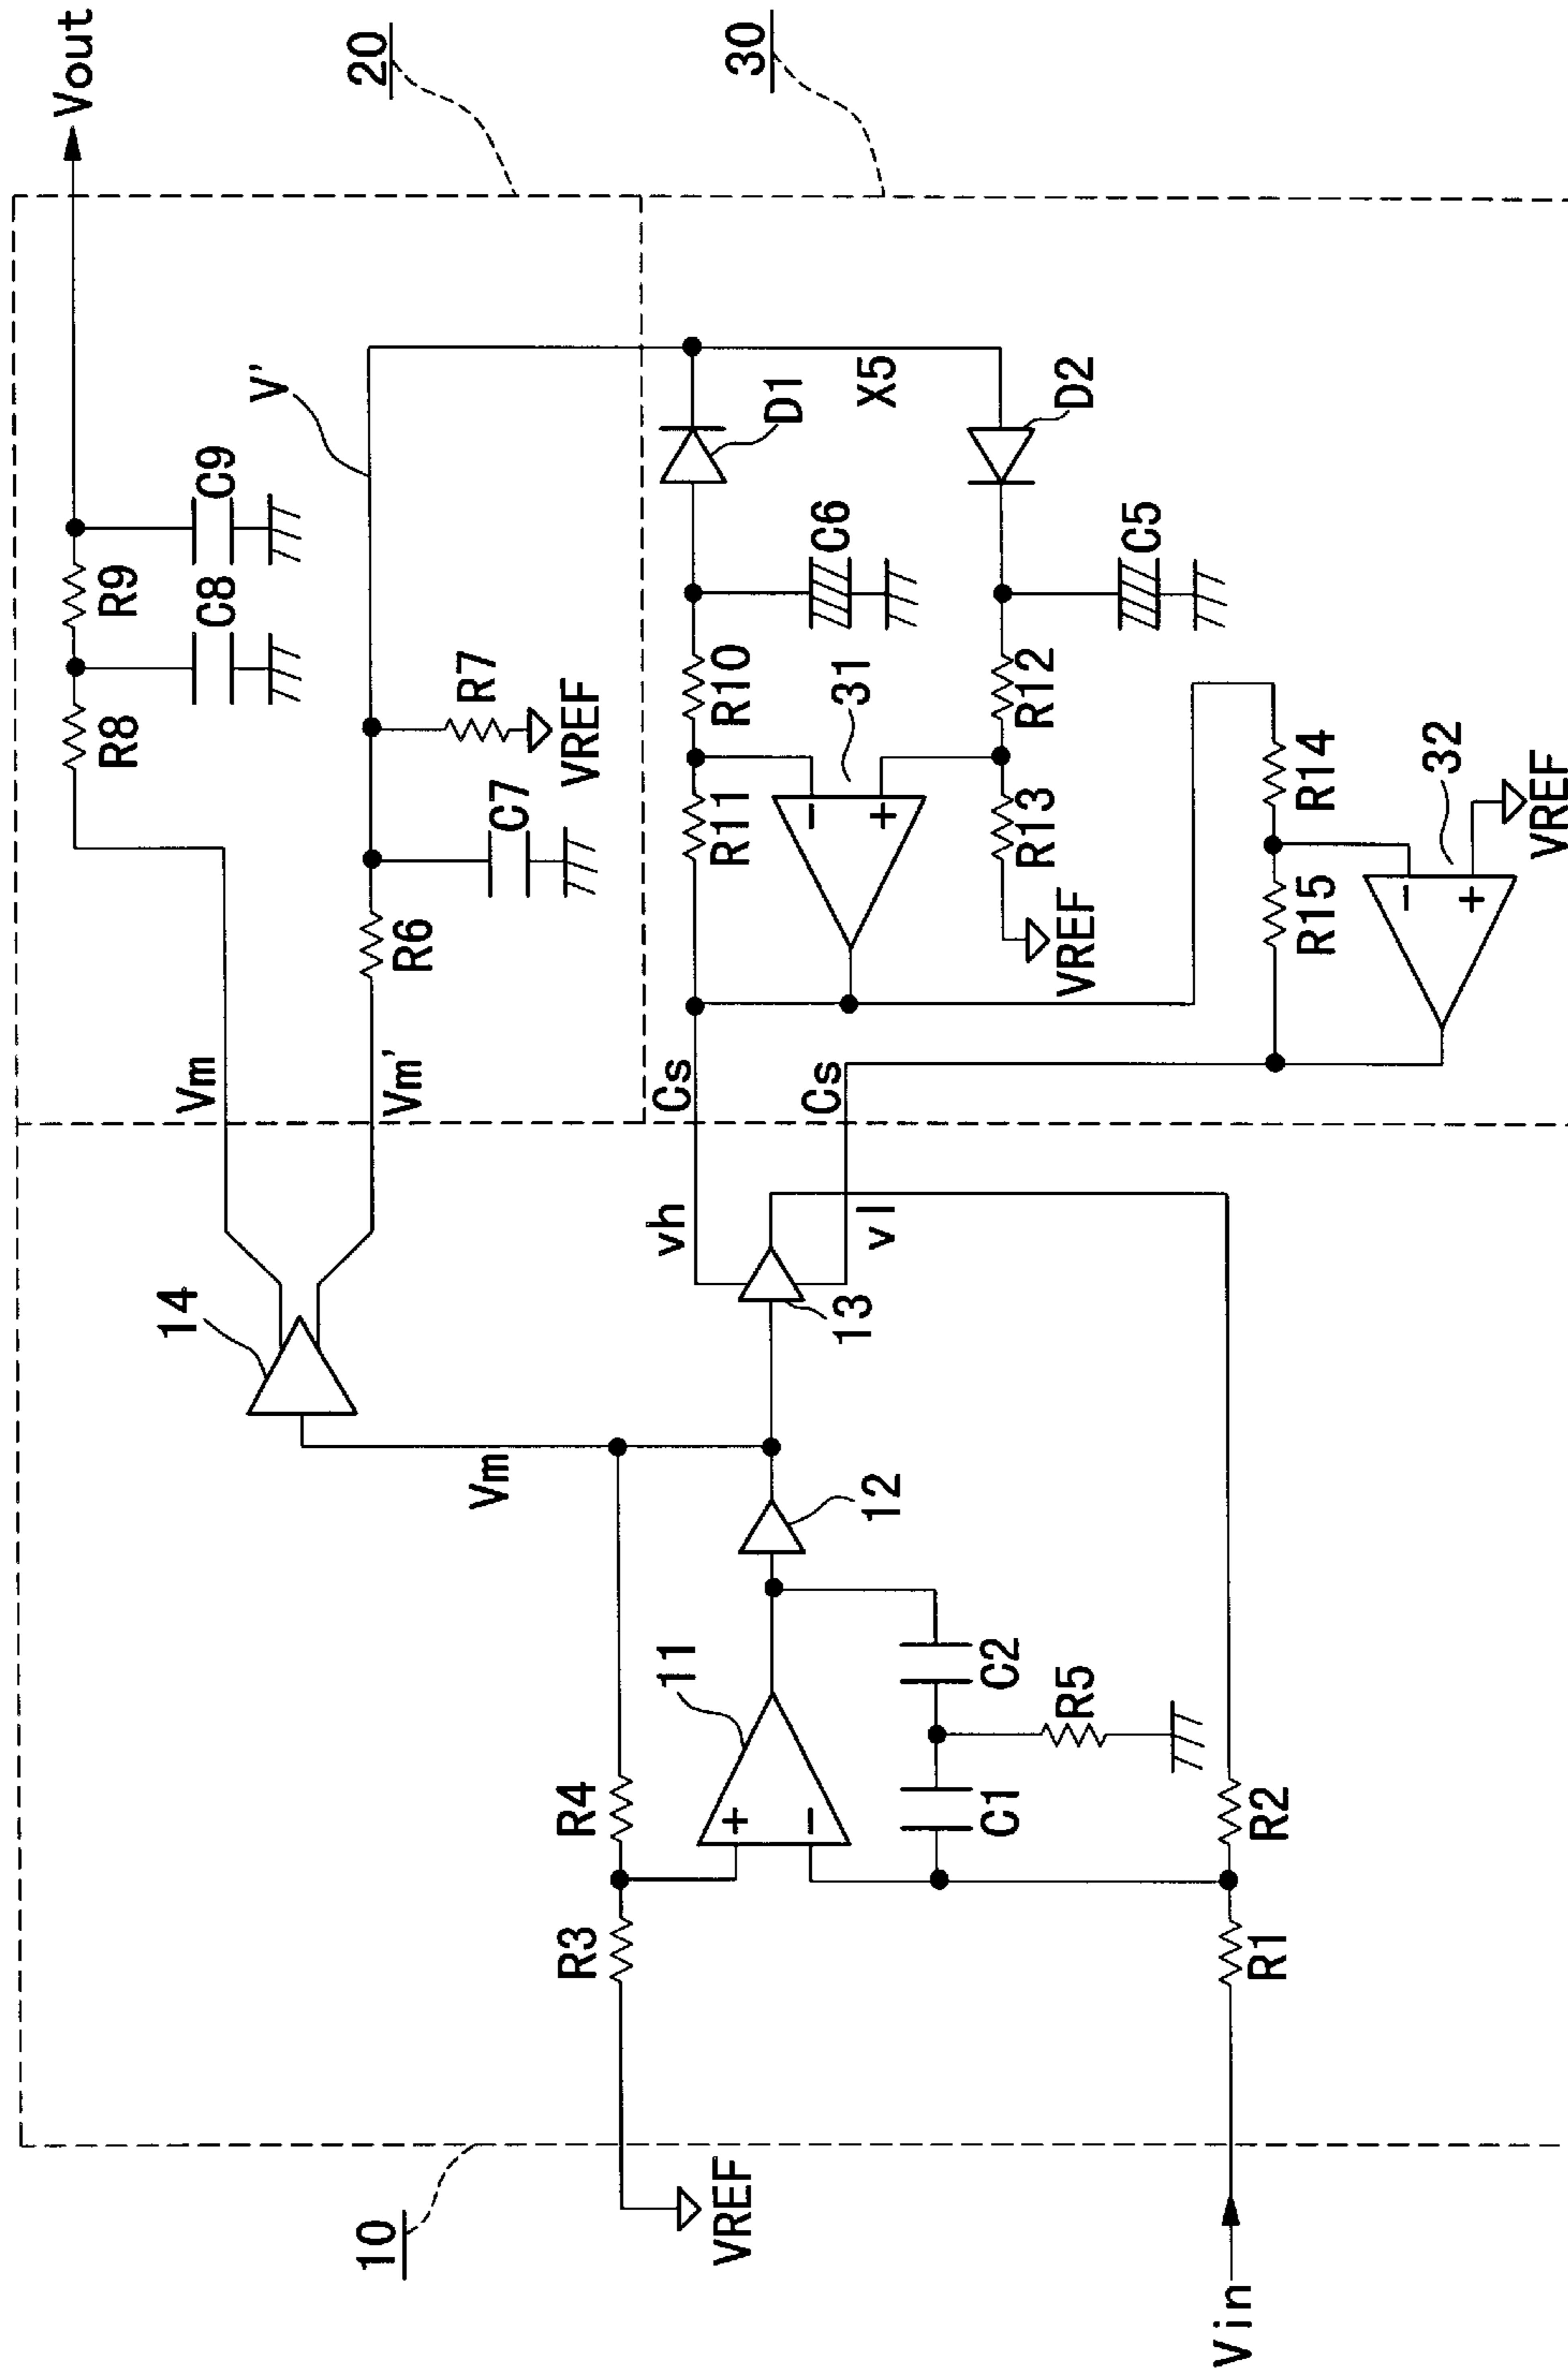 10
20
30
Vout
R8
R9
C8
C9
V'
Vm
Vm'
R6
C7
R7
VREF
14
Vm
R4
R3
VREF
11
12
13
vh
vl
Cs
Cs
C1
C2
R5
R1
R2
Vin
D1
X5
D2
C6
C5
R10
R11
31
R12
R13
VREF
R14
R15
32
VREF
+
-
-
+
-
+